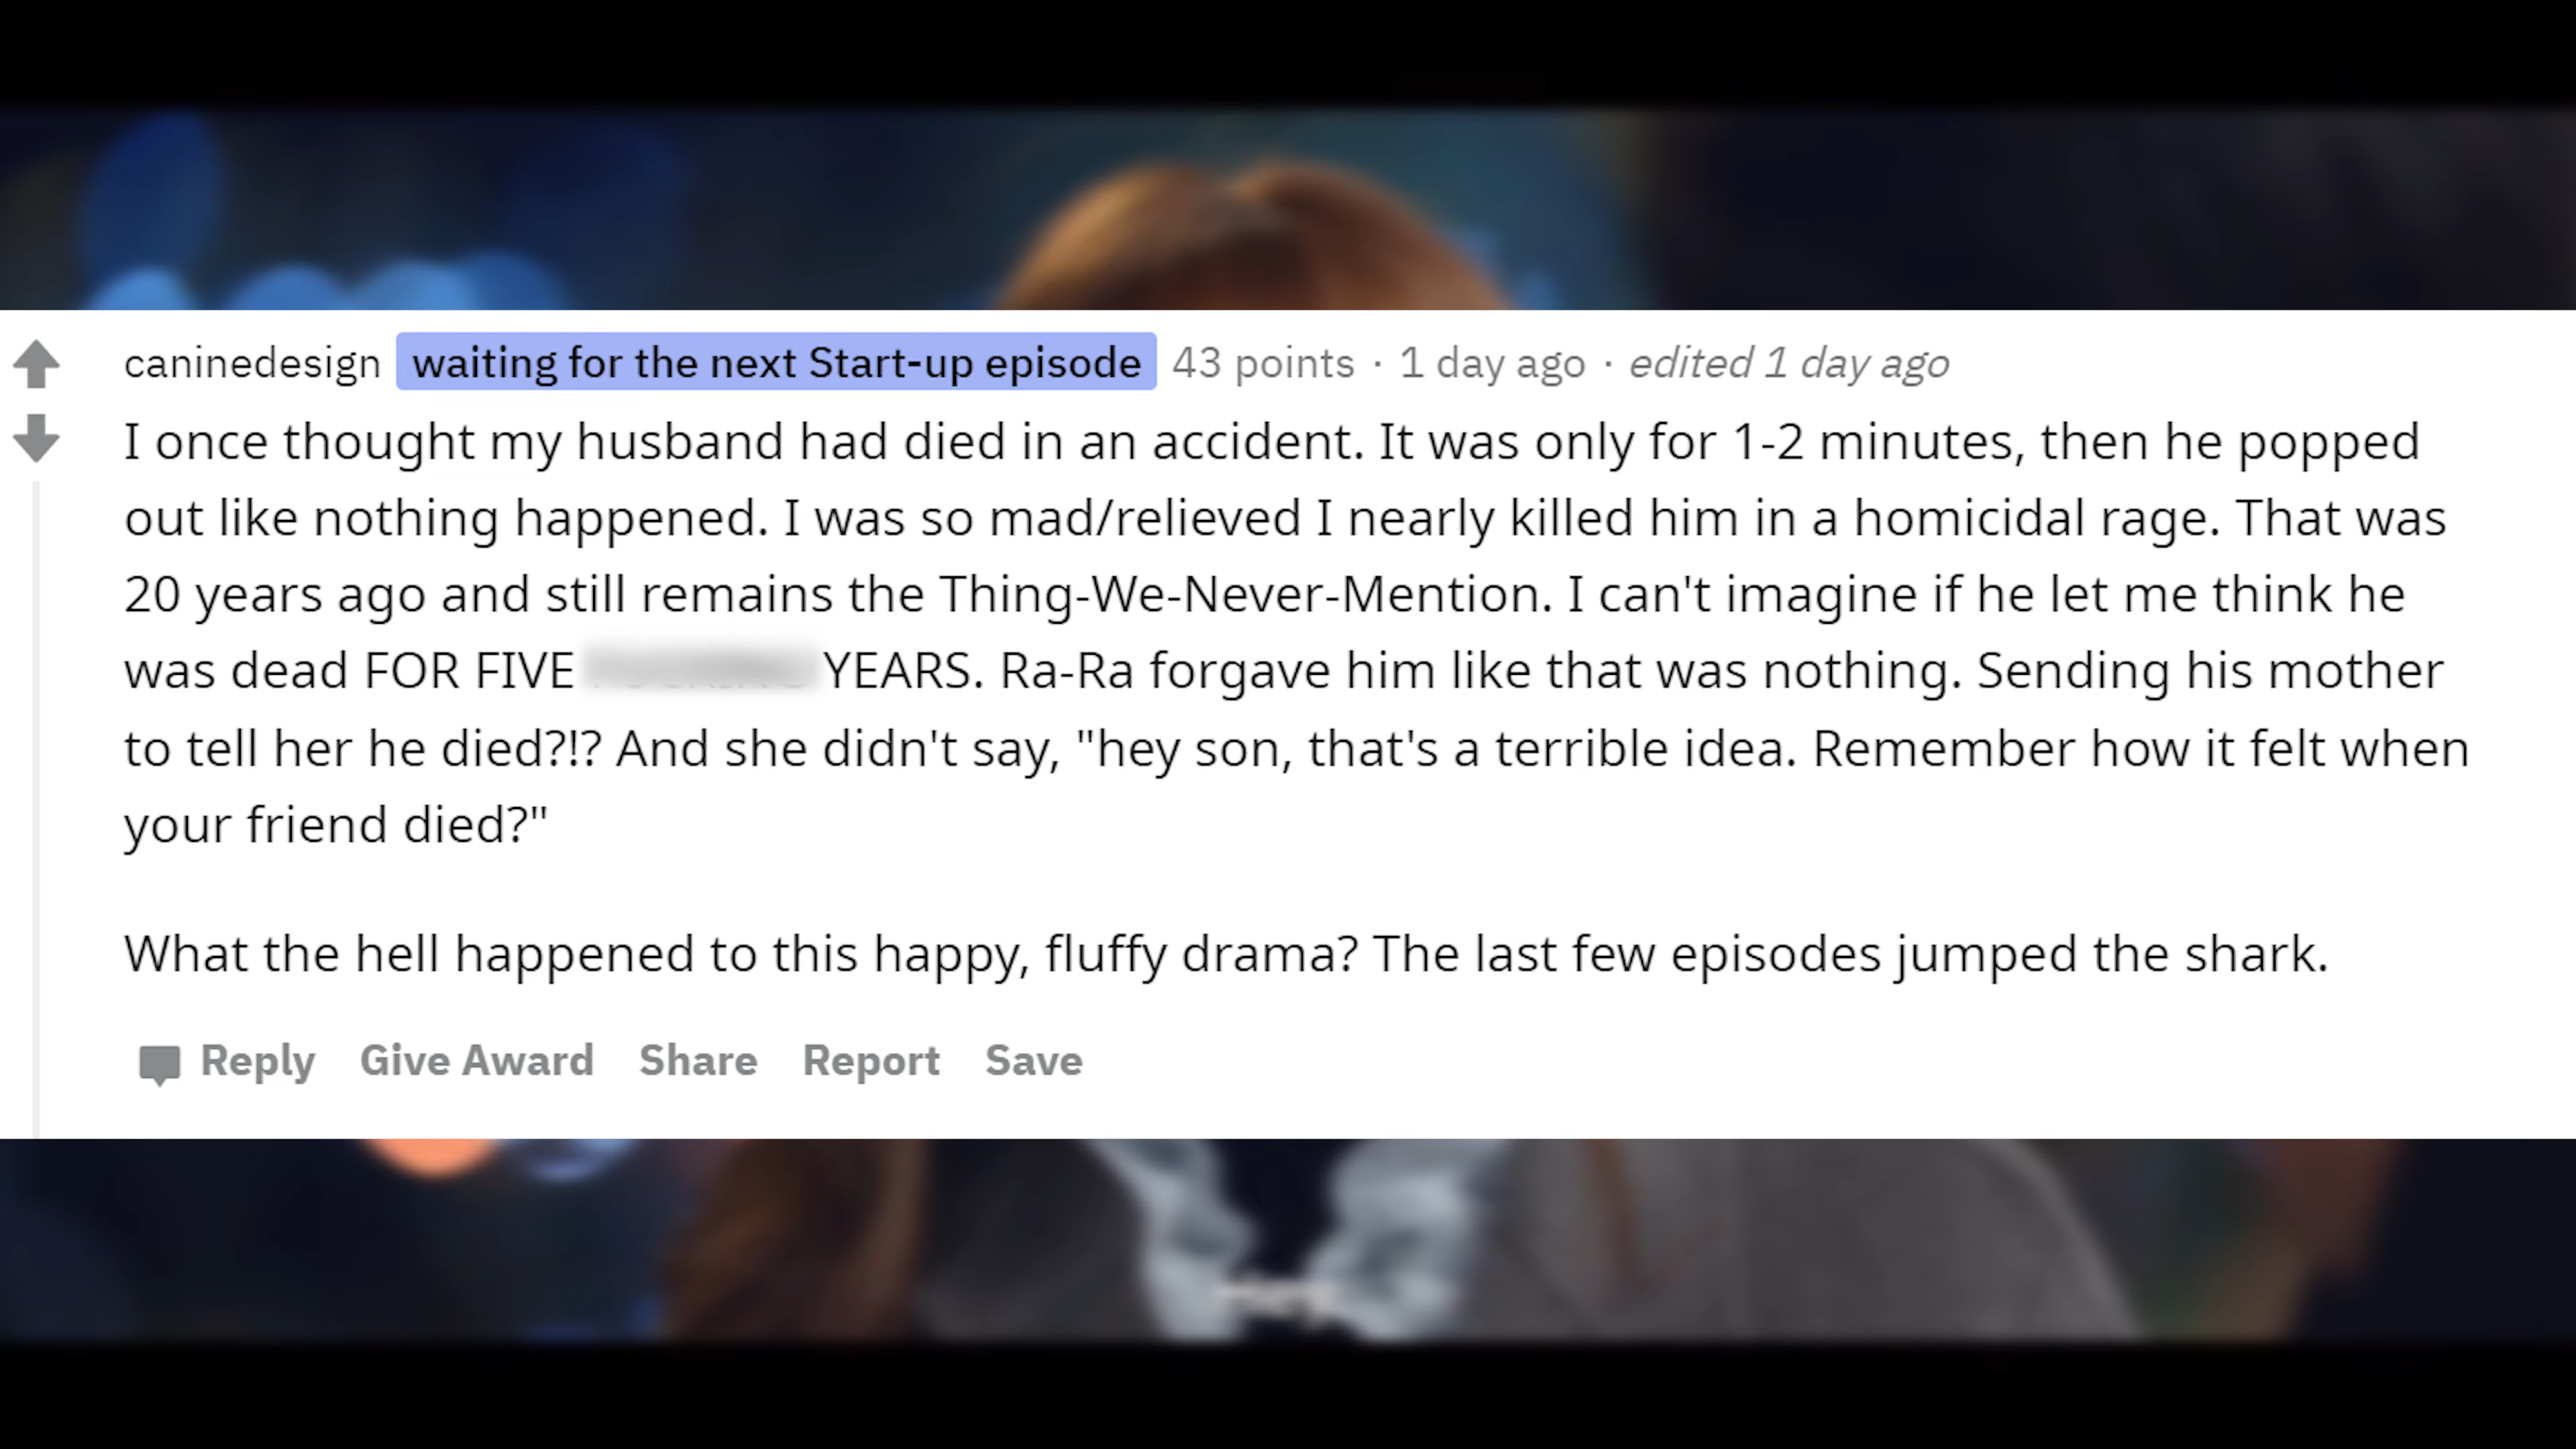 caninedesign waiting for the next Start-up episode 43 points · 1 day ago · edited 1 day ago
I once thought my husband had died in an accident. It was only for 1-2 minutes, then he popped
out like nothing happened. I was so mad/relieved I nearly killed him in a homicidal rage. That was
20 years ago and still remains the Thing-We-Never-Mention. I can't imagine if he let me think he
was dead FOR FIVE YEARS. Ra-Ra forgave him like that was nothing. Sending his mother
to tell her he died?!? And she didn't say, "hey son, that's a terrible idea. Remember how it felt when
your friend died?"
What the hell happened to this happy, fluffy drama? The last few episodes jumped the shark.
Reply Give Award Share Report Save